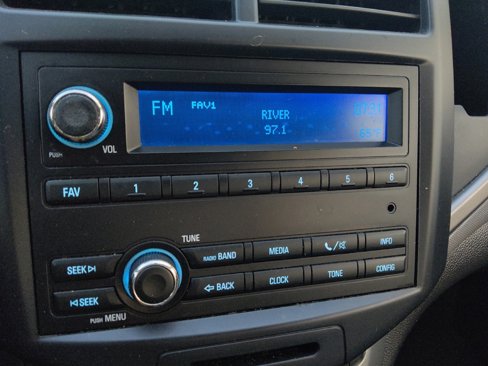 FM FAV1
RIVER
97.1
PUSH VOL
FAV 1 2 3 4 5 6
TUNE
SEEK RADIO BAND MEDIA INFO
SEEK BACK CLOCK TONE CONFIG
PUSH MENU